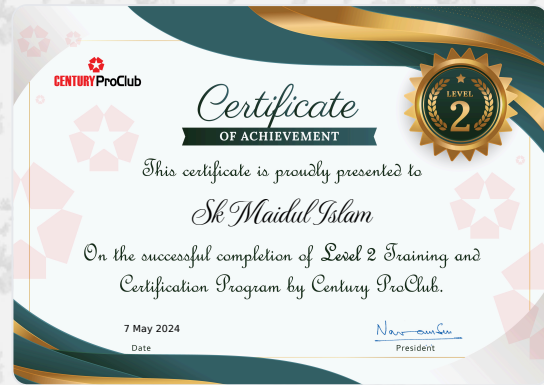 CENTURY ProClub
LEVEL
2
Certificate
OF ACHIEVEMENT
This certificate is proudly presented to
Sk Maidul Islam
On the successful completion of Level 2 Training and
Certification Program by Century ProClub.
7 May 2024
Date
President